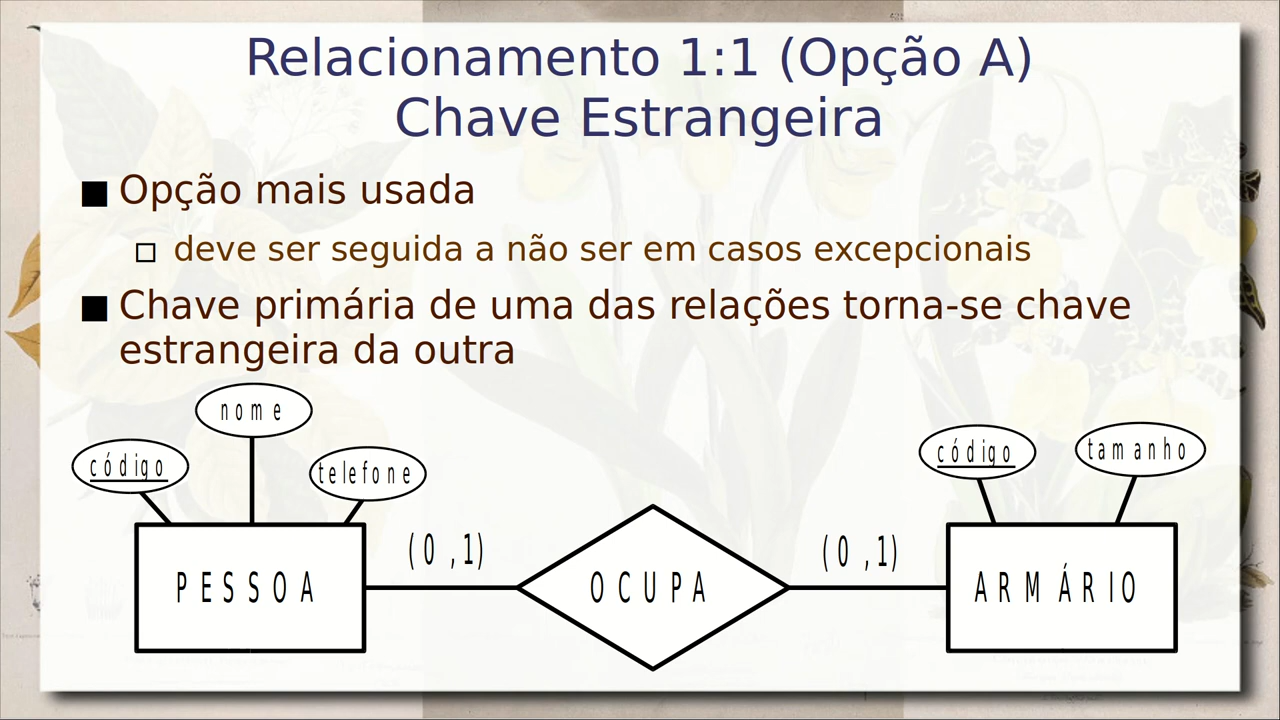 Relacionamento 1:1 (Opção A)
Chave Estrangeira
Opção mais usada
deve ser seguida a não ser em casos excepcionais
Chave primária de uma das relações torna-se chave
estrangeira da outra
nome
código
telefone
código
tamanho
(0,1)
(0,1)
PESSOA
OCUPA
ARMÁRIO